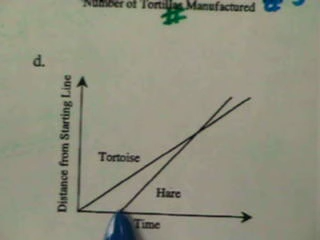 Number of Tortillas Manufactured
d.
Distance from Starting Line
Tortoise
Hare
Time